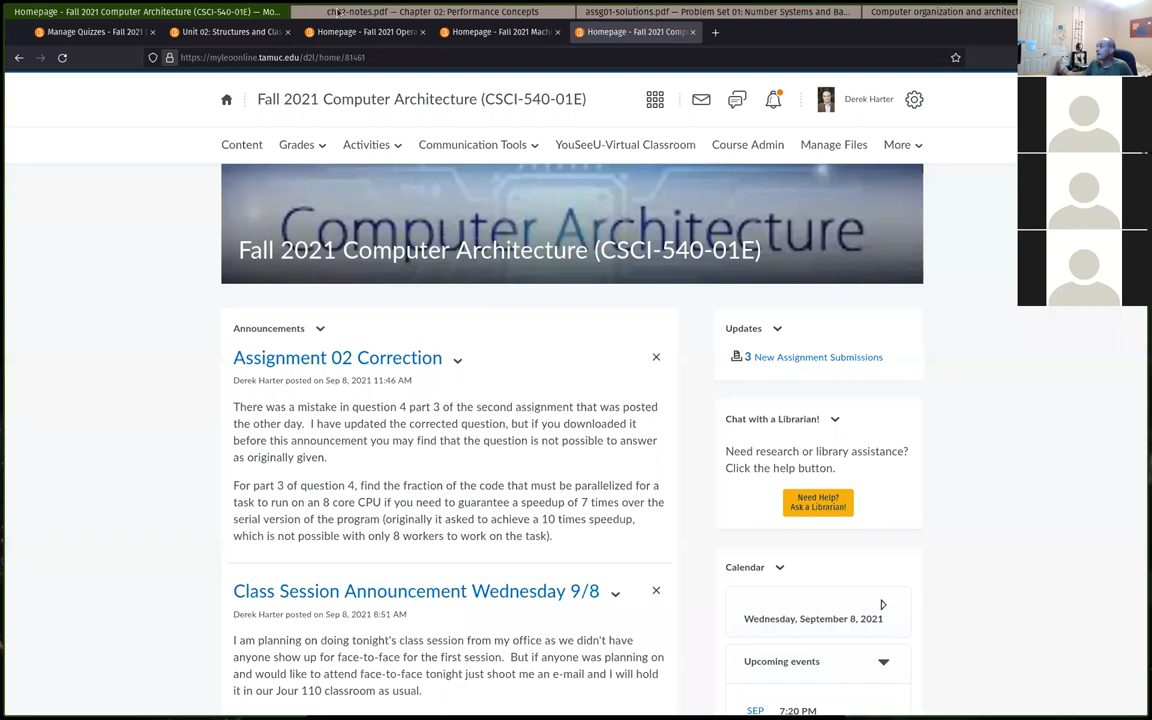 Homepage - Fall 2021 Computer Architecture (CSCI-540-01E) — Mo...
ch02-notes.pdf — Chapter 02: Performance Concepts
assg01-solutions.pdf — Problem Set 01: Number Systems and Ba...
Computer organization and architect
Manage Quizzes - Fall 2021
Unit 02: Structures and Clas
Homepage - Fall 2021 Opera
Homepage - Fall 2021 Mach
Homepage - Fall 2021 Comp
https://myleoonline.tamuc.edu/d2l/home/81461
Fall 2021 Computer Architecture (CSCI-540-01E)
Derek Harter
Content
Grades
Activities
Communication Tools
YouSeeU-Virtual Classroom
Course Admin
Manage Files
More
Computer Architecture
Fall 2021 Computer Architecture (CSCI-540-01E)
Announcements
Assignment 02 Correction
Derek Harter posted on Sep 8, 2021 11:46 AM
There was a mistake in question 4 part 3 of the second assignment that was posted
the other day. I have updated the corrected question, but if you downloaded it
before this announcement you may find that the question is not possible to answer
as originally given.
For part 3 of question 4, find the fraction of the code that must be parallelized for a
task to run on an 8 core CPU if you need to guarantee a speedup of 7 times over the
serial version of the program (originally it asked to achieve a 10 times speedup,
which is not possible with only 8 workers to work on the task).
Class Session Announcement Wednesday 9/8
Derek Harter posted on Sep 8, 2021 8:51 AM
I am planning on doing tonight's class session from my office as we didn't have
anyone show up for face-to-face for the first session. But if anyone was planning on
and would like to attend face-to-face tonight just shoot me an e-mail and I will hold
it in our Jour 110 classroom as usual.
Updates
3 New Assignment Submissions
Chat with a Librarian!
Need research or library assistance?
Click the help button.
Need Help?
Ask a Librarian!
Calendar
Wednesday, September 8, 2021
Upcoming events
SEP
7:20 PM